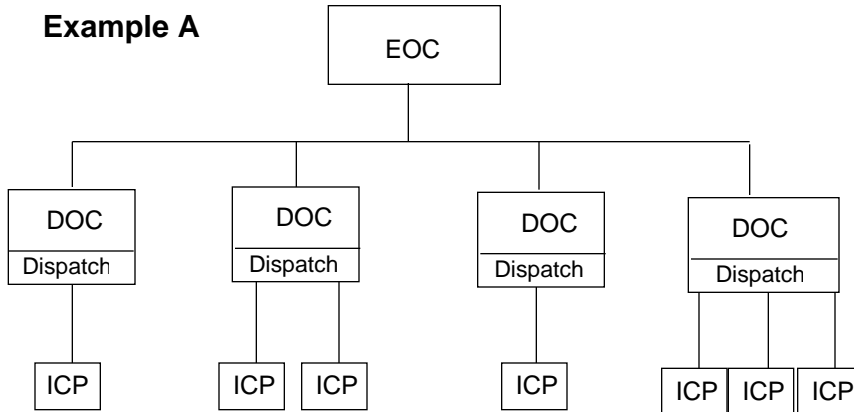 Example A
EOC
DOC
Dispatch
DOC
Dispatch
DOC
Dispatch
DOC
Dispatch
ICP
ICP
ICP
ICP
ICP
ICP
ICP